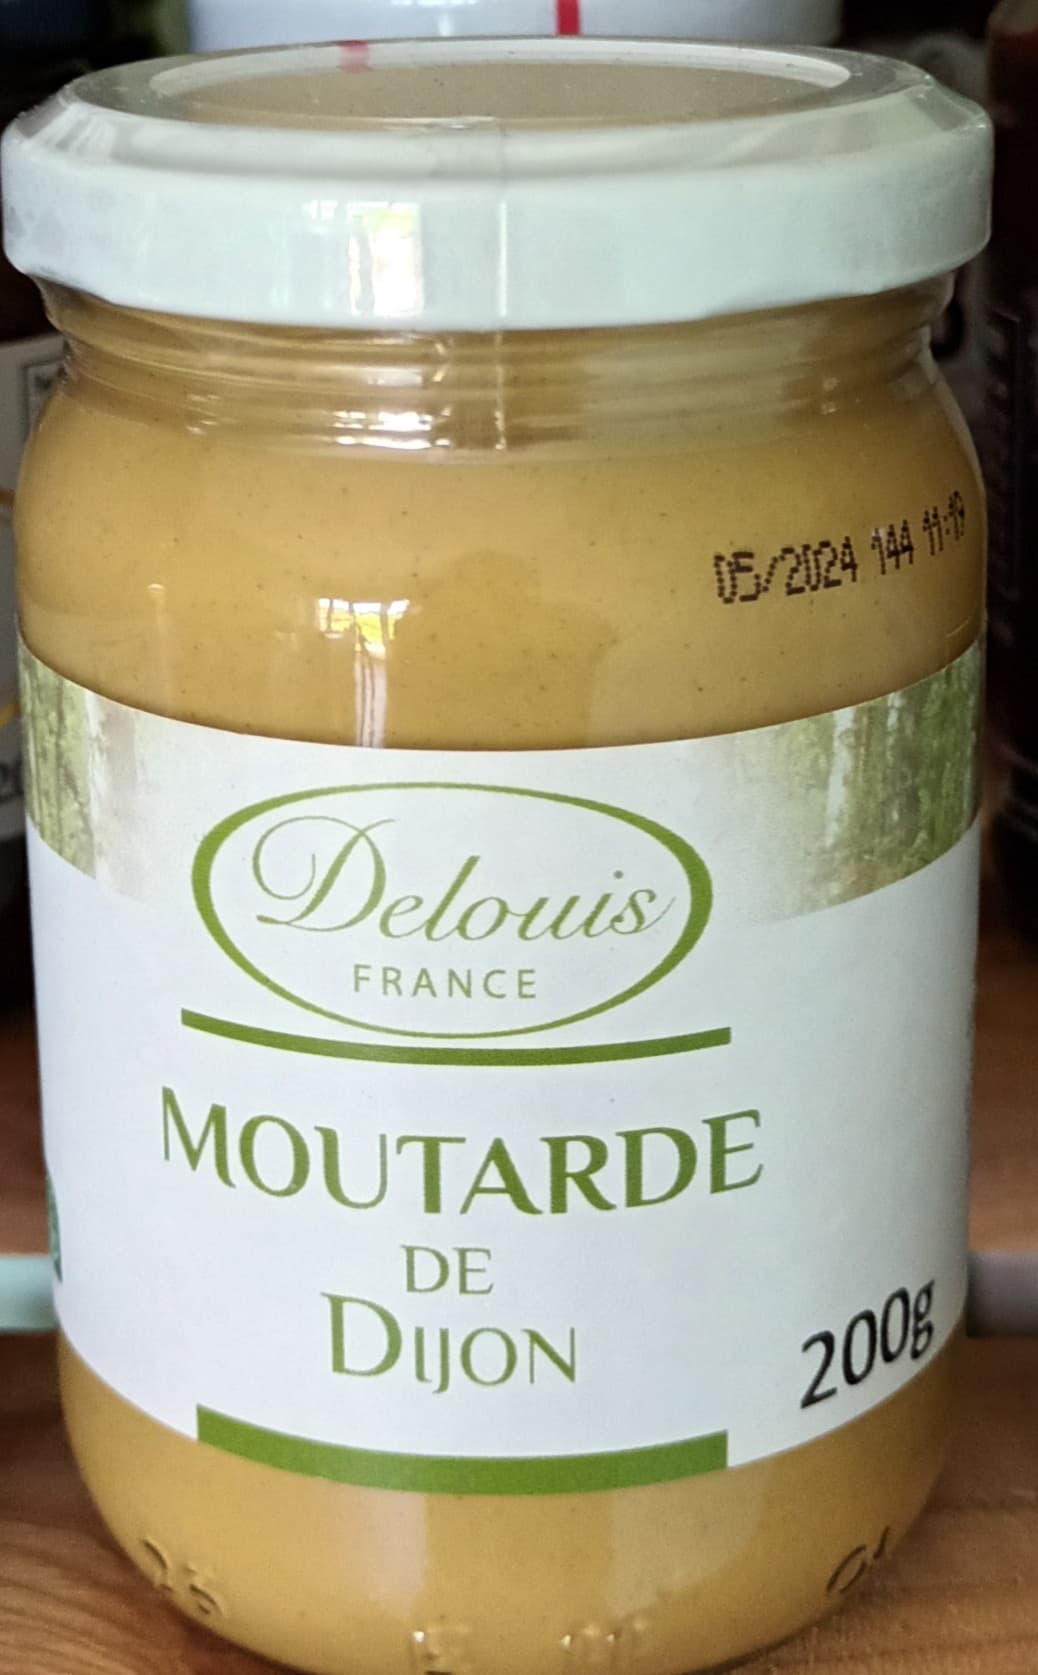 05/2024 144 11:19
Delouis
FRANCE
MOUTARDE
DE
DIJON
200g